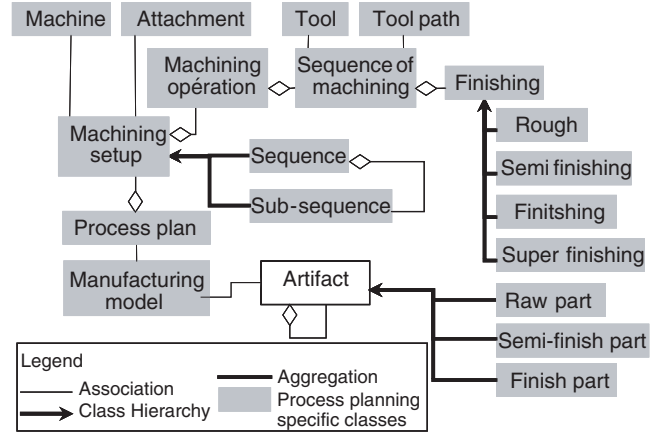 Machine
Attachment
Tool
Tool path
Machining
opération
Sequence of
machining
Finishing
Rough
Machining
setup
Sequence
Semi finishing
Sub-sequence
Finitshing
Process plan
Super finishing
Manufacturing
model
Artifact
Raw part
Semi-finish part
Finish part
Legend
Association
Class Hierarchy
Aggregation
Process planning
specific classes